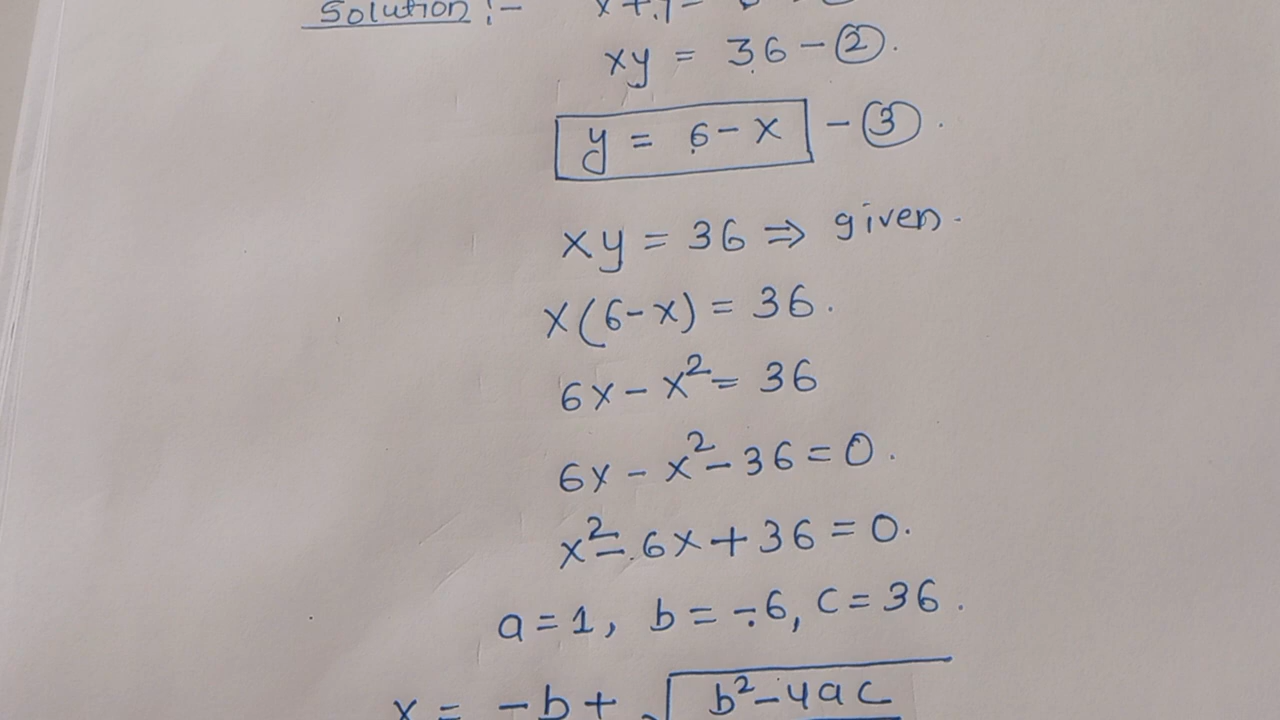 Solution :-
xy = 36 - ②.
y = 6 - x - ③.
xy = 36 ⇒ given.
x(6-x) = 36.
6x - x² = 36
6x - x² - 36 = 0.
x² - 6x + 36 = 0.
a = 1, b = -6, c = 36.
x = -b + √b² - 4ac